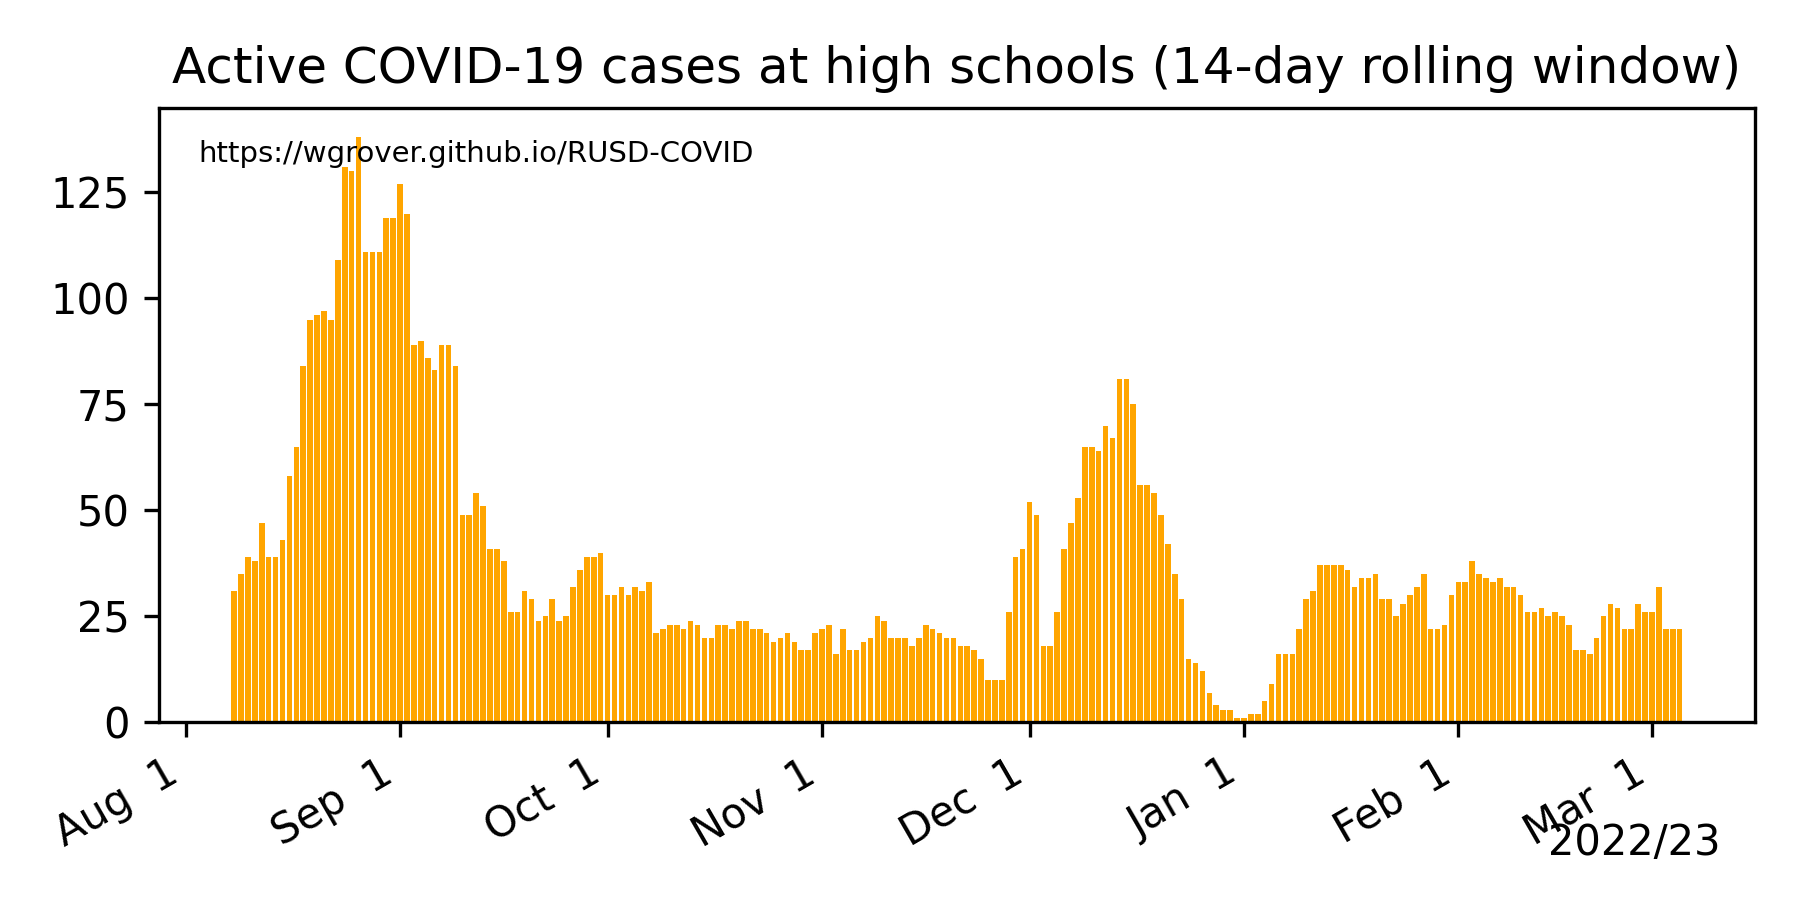 Active COVID-19 cases at high schools (14-day rolling window)
https://wgrover.github.io/RUSD-COVID
125
100
75
50
25
0
Aug 1
Sep 1
Oct 1
Nov 1
Dec 1
Jan 1
Feb 1
Mar 1
2022/23